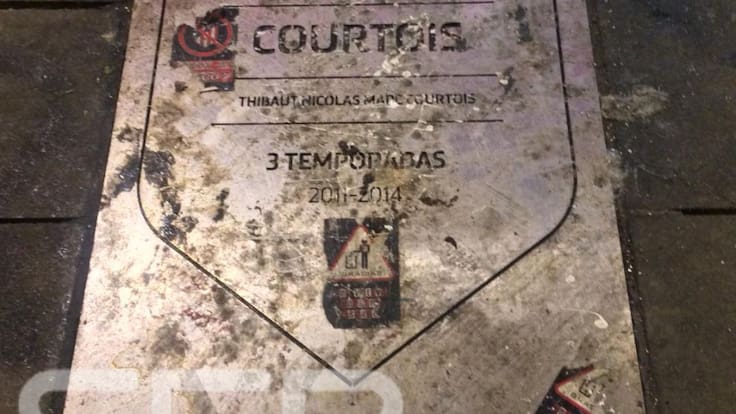 COURTOIS
THIBAUT NICOLAS MARC COURTOIS
3 TEMPORADAS
2011-2014